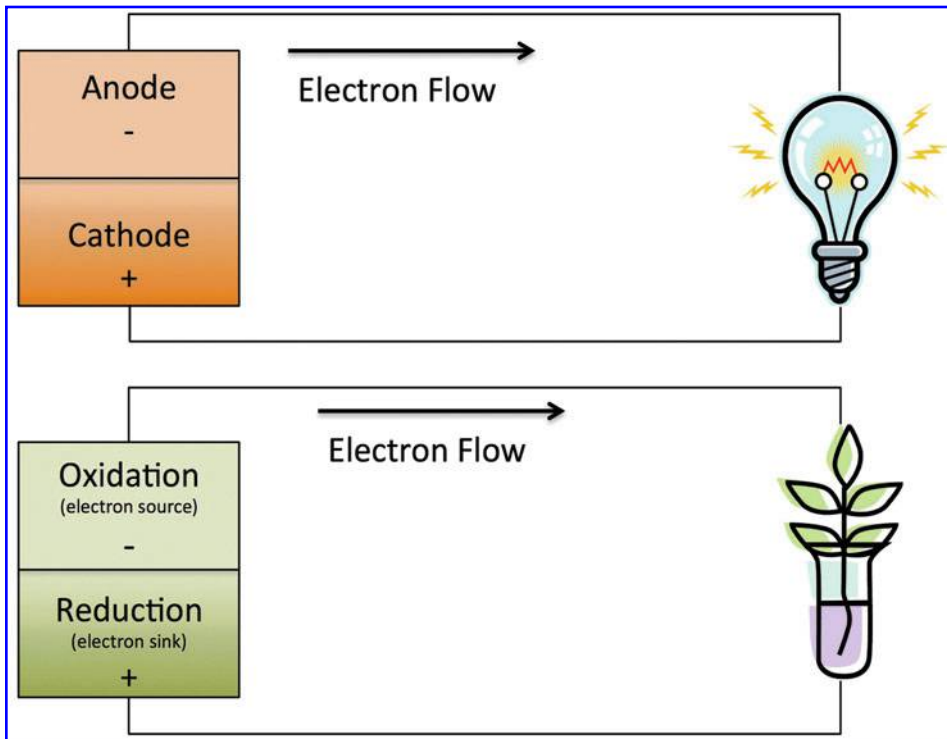 Anode
-
Cathode
+
Electron Flow
Oxidation
(electron source)
-
Reduction
(electron sink)
+
Electron Flow